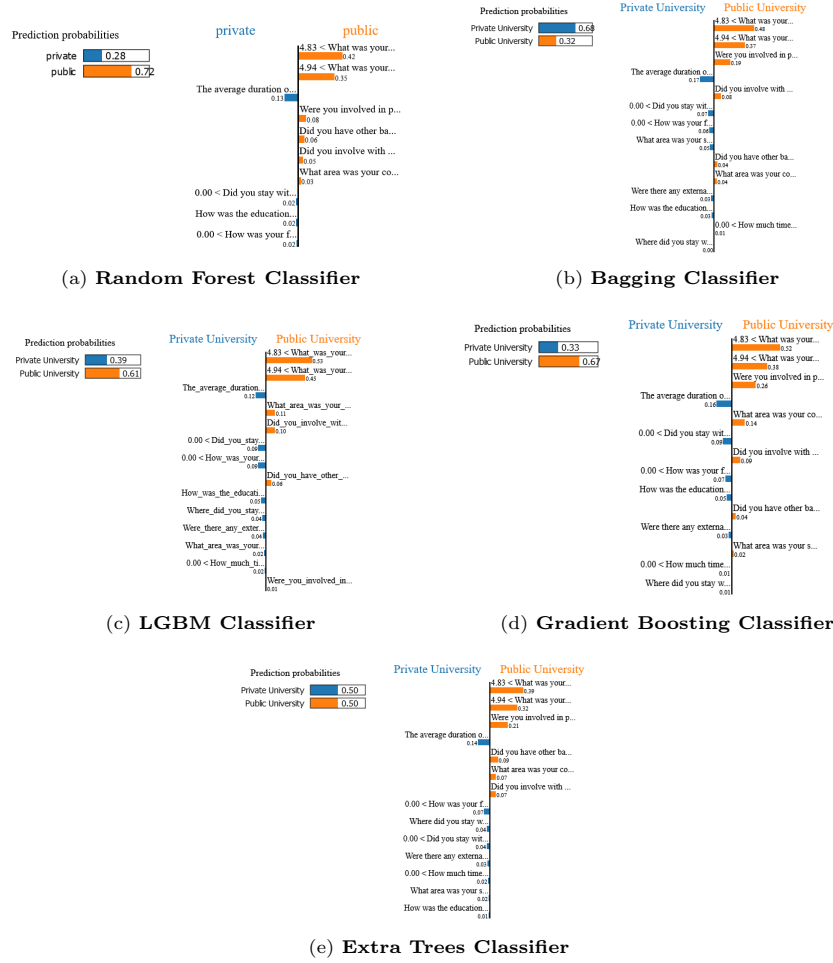 Prediction probabilities
private 0.28
public 0.72
private public
4.83 < What was your...
0.42
4.94 < What was your...
0.35
The average duration o...
0.13
Were you involved in p...
0.08
Did you have other ba...
0.06
Did you involve with ...
0.05
What area was your co...
0.03
0.00 < Did you stay wit...
0.02
How was the education...
0.02
0.00 < How was your f...
0.02
(a) Random Forest Classifier
Prediction probabilities
Private University 0.68
Public University 0.32
Private University Public University
4.83 < What was your...
0.48
4.94 < What was your...
0.37
Were you involved in p...
0.19
The average duration o...
0.17
Did you involve with ...
0.08
0.00 < Did you stay wit...
0.07
0.00 < How was your f...
0.06
What area was your s...
0.05
Did you have other ba...
0.04
What area was your co...
0.04
Were there any externa...
0.03
How was the education...
0.03
0.00 < How much time...
0.01
Where did you stay w...
0.00
(b) Bagging Classifier
Prediction probabilities
Private University 0.39
Public University 0.61
Private University Public University
4.83 < What_was_your...
0.53
4.94 < What_was_your...
0.45
The_average_duration...
0.12
What_area_was_your_...
0.11
Did_you_involve_wit...
0.10
0.00 < Did_you_stay...
0.09
0.00 < How_was_your...
0.09
Did_you_have_other_...
0.06
How_was_the_educati...
0.05
Where_did_you_stay...
0.04
Were_there_any_exter...
0.04
What_area_was_your...
0.02
0.00 < How_much_ti...
0.02
Were_you_involved_in...
0.01
(c) LGBM Classifier
Prediction probabilities
Private University 0.33
Public University 0.67
Private University Public University
4.83 < What was your...
0.52
4.94 < What was your...
0.38
Were you involved in p...
0.26
The average duration o...
0.16
What area was your co...
0.14
0.00 < Did you stay wit...
0.09
Did you involve with ...
0.09
0.00 < How was your f...
0.07
How was the education...
0.05
Did you have other ba...
0.04
Were there any externa...
0.03
What area was your s...
0.02
0.00 < How much time...
0.01
Where did you stay w...
0.01
(d) Gradient Boosting Classifier
Prediction probabilities
Private University 0.50
Public University 0.50
Private University Public University
4.83 < What was your...
0.39
4.94 < What was your...
0.32
Were you involved in p...
0.21
The average duration o...
0.14
Did you have other ba...
0.09
What area was your co...
0.07
Did you involve with ...
0.07
0.00 < How was your f...
0.07
Where did you stay w...
0.04
0.00 < Did you stay wit...
0.04
Were there any externa...
0.03
0.00 < How much time...
0.02
What area was your s...
0.02
How was the education...
0.01
(e) Extra Trees Classifier